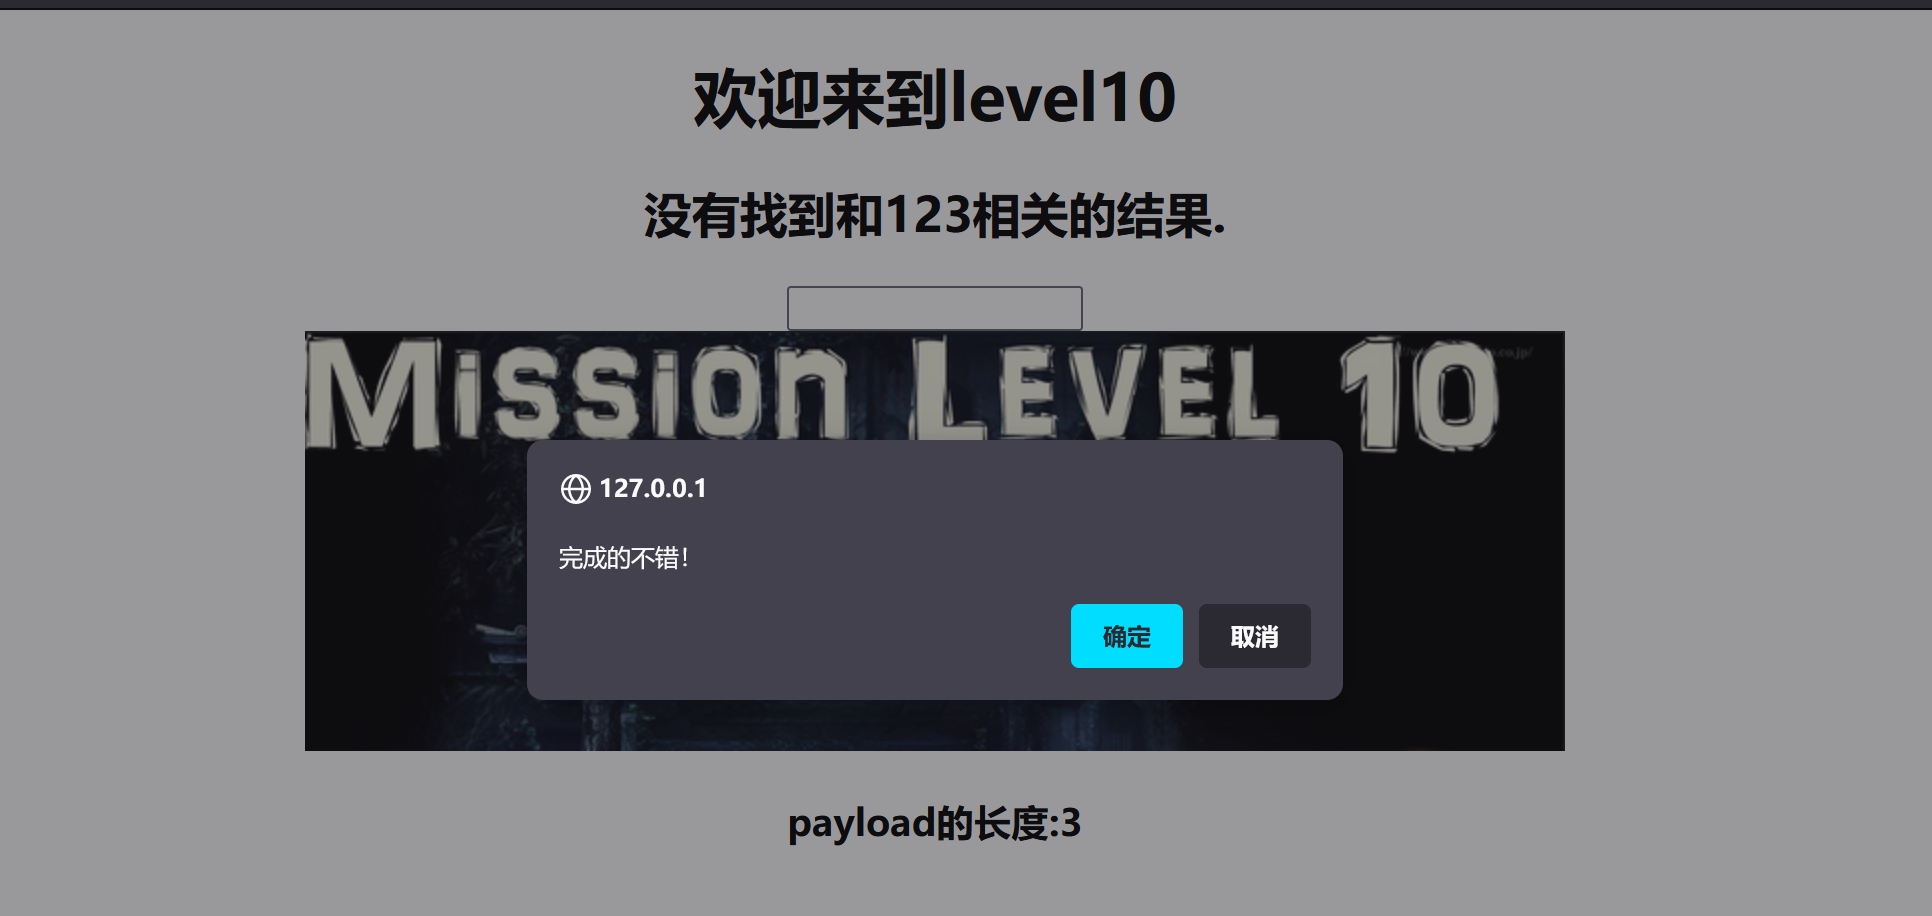 欢迎来到level10
没有找到和123相关的结果.
Mission Level 10
127.0.0.1
完成的不错！
确定 取消
payload的长度:3